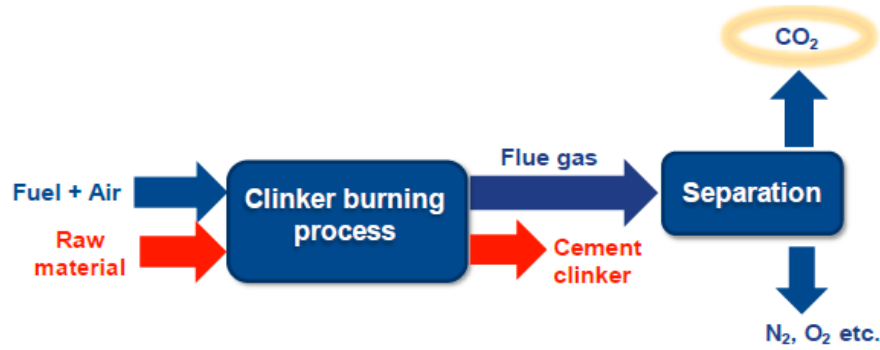 CO₂
Flue gas
Fuel + Air
Clinker burning
process
Separation
Raw
material
Cement
clinker
N₂, O₂ etc.